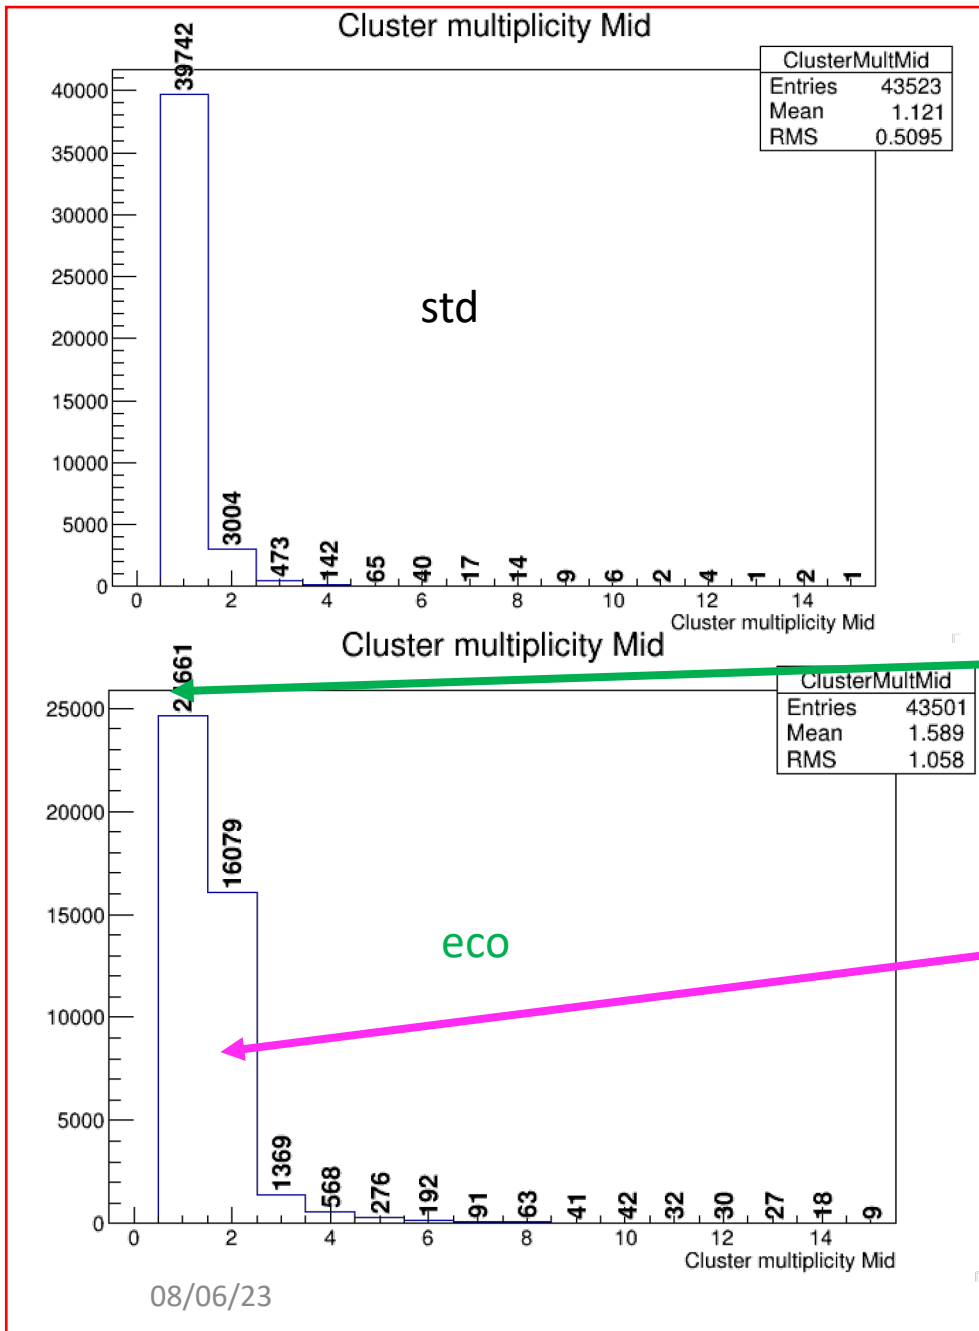 Cluster multiplicity Mid
ClusterMultMid
Entries 43523
Mean 1.121
RMS 0.5095
39742
3004
473
142
65
40
17
14
9
6
2
4
1
2
1
std
40000
35000
30000
25000
20000
15000
10000
5000
0
0 2 4 6 8 10 12 14
Cluster multiplicity Mid
Cluster multiplicity Mid
ClusterMultMid
Entries 43501
Mean 1.589
RMS 1.058
16079
1369
568
276
192
91
63
41
42
32
30
27
18
9
eco
25000
20000
15000
10000
5000
0
0 2 4 6 8 10 12 14
Cluster multiplicity Mid
08/06/23